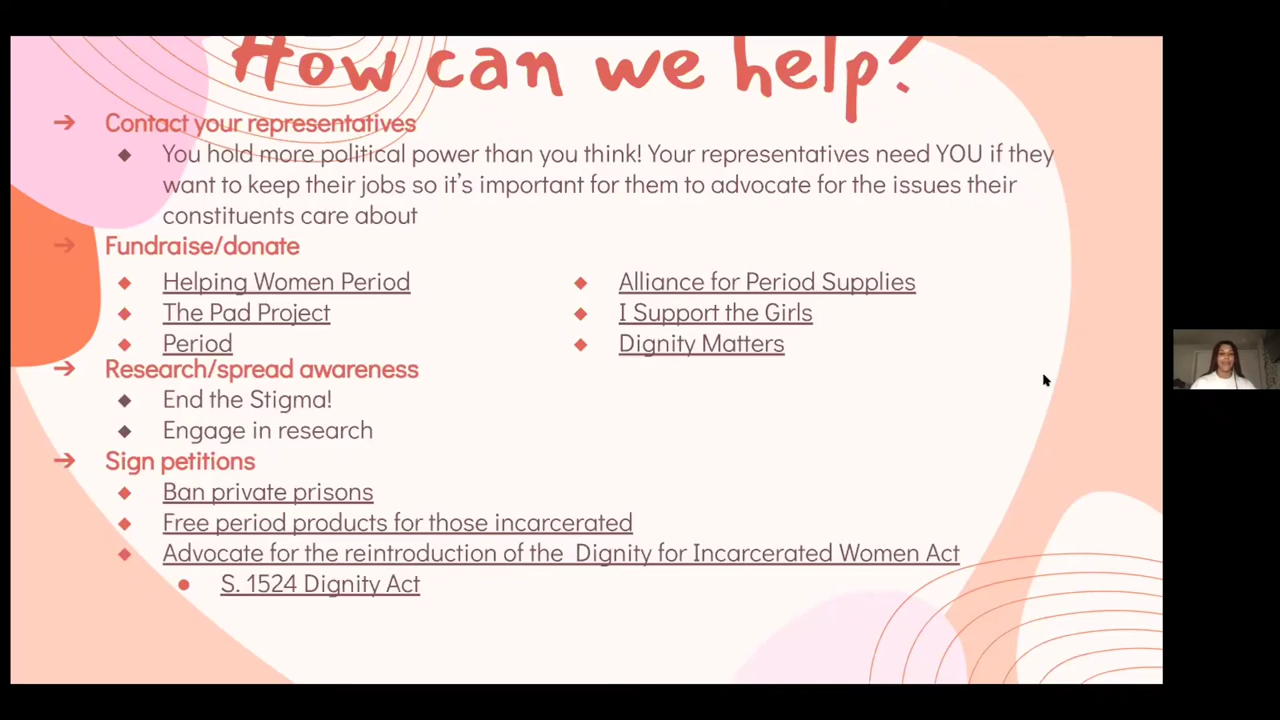 How can we help?
Contact your representatives
You hold more political power than you think! Your representatives need YOU if they
want to keep their jobs so it's important for them to advocate for the issues their
constituents care about
Fundraise/donate
Helping Women Period
The Pad Project
Period
Alliance for Period Supplies
I Support the Girls
Dignity Matters
Research/spread awareness
End the Stigma!
Engage in research
Sign petitions
Ban private prisons
Free period products for those incarcerated
Advocate for the reintroduction of the Dignity for Incarcerated Women Act
S. 1524 Dignity Act